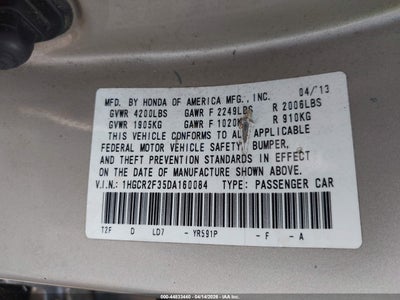 MFD. BY HONDA OF AMERICA MFG., INC. 04/13
GVWR 4200LBS GAWR F 2249LBS R 2006LBS
GVWR 1905KG GAWR F 1020KG R 910KG
THIS VEHICLE CONFORMS TO ALL APPLICABLE
FEDERAL MOTOR VEHICLE SAFETY, BUMPER,
AND THEFT PREVENTION STANDARDS IN EFFECT
ON THE DATE OF MANUFACTURE SHOWN ABOVE.
V.I.N.: 1HGCR2F35DA160084 TYPE: PASSENGER CAR
T2F D LD7 - YR591P - F - A
000-44833440 - 04/14/2026 - IAA Inc.